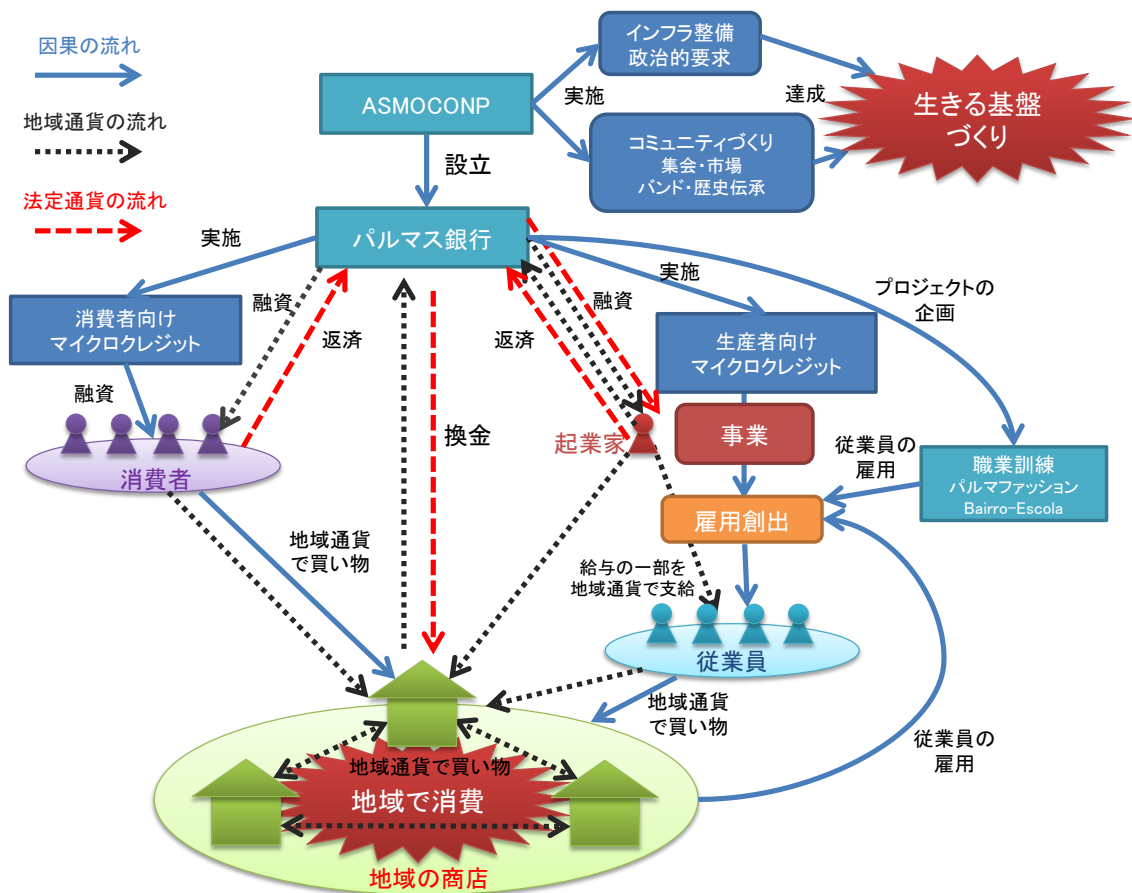 因果の流れ
地域通貨の流れ
法定通貨の流れ
ASMOCONP
実施
インフラ整備
政治的要求
コミュニティづくり
集会・市場
バンド・歴史伝承
達成
生きる基盤
づくり
設立
パルマス銀行
実施
消費者向け
マイクロクレジット
融資
消費者
融資
返済
換金
返済
融資
実施
生産者向け
マイクロクレジット
プロジェクトの
企画
起業家
事業
従業員の
雇用
職業訓練
パルマファッション
Bairro-Escola
雇用創出
地域通貨
で買い物
給与の一部を
地域通貨で支給
従業員
地域通貨
で買い物
従業員の
雇用
地域通貨で買い物
地域で消費
地域の商店